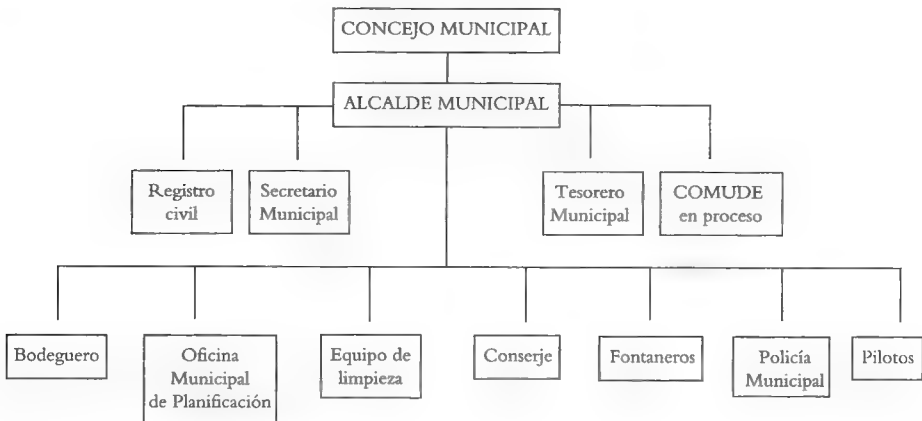 CONCEJO MUNICIPAL
ALCALDE MUNICIPAL
Registro
civil
Secretario
Municipal
Tesorero
Municipal
COMUDE
en proceso
Bodeguero
Oficina
Municipal
de Planificación
Equipo de
limpieza
Conserje
Fontaneros
Policía
Municipal
Pilotos